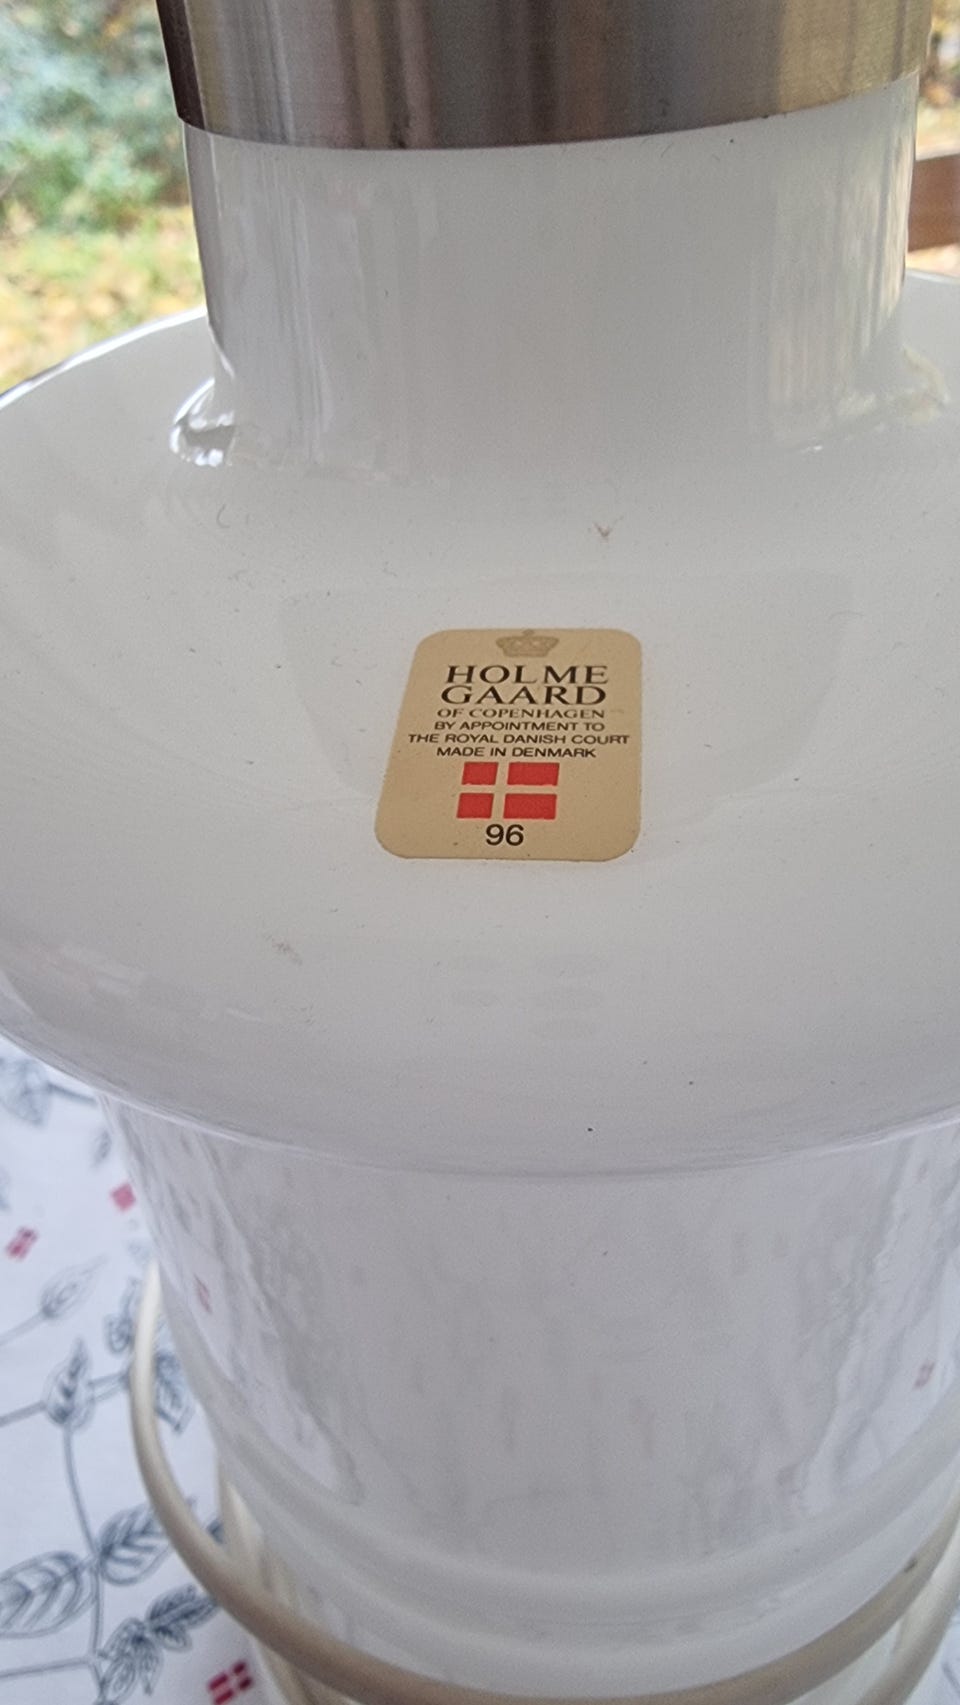 HOLME
GAARD
OF COPENHAGEN
BY APPOINTMENT TO
THE ROYAL DANISH COURT
MADE IN DENMARK
96